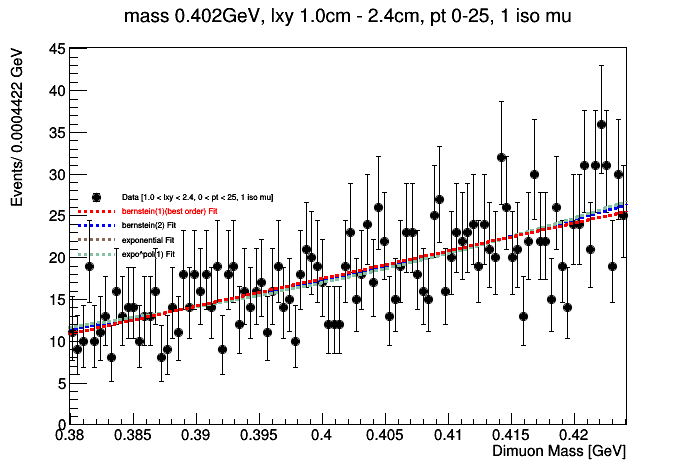 mass 0.402GeV, lxy 1.0cm - 2.4cm, pt 0-25, 1 iso mu
Events/ 0.0004422 GeV
45
40
35
30
25
20
15
10
5
0
Data [1.0 < lxy < 2.4, 0 < pt < 25, 1 iso mu]
bernstein(1)(best order) Fit
bernstein(2) Fit
exponential Fit
expo*pol(1) Fit
0.38 0.385 0.39 0.395 0.4 0.405 0.41 0.415 0.42
Dimuon Mass [GeV]